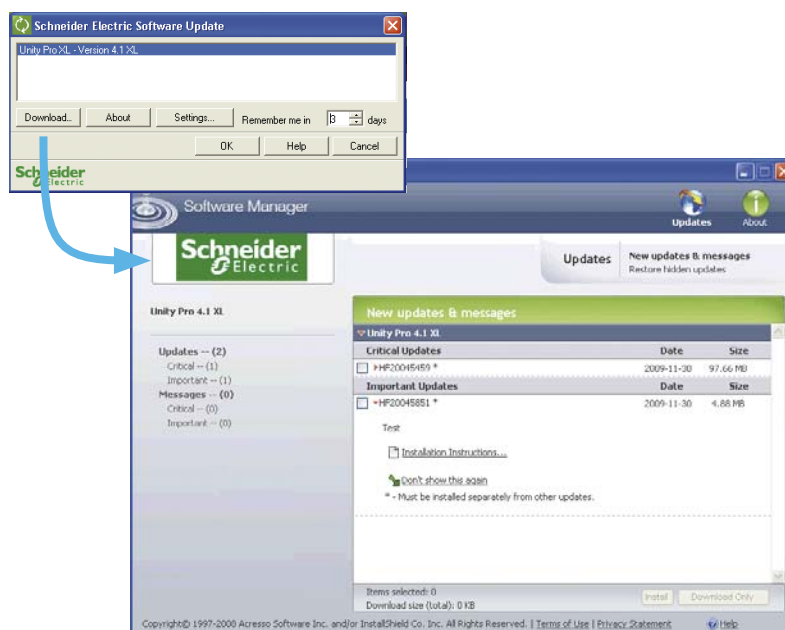 Schneider Electric Software Update
Unity Pro XL - Version 4.1 XL
Download... About Settings... Remember me in 3 days
OK Help Cancel
Schneider
Electric
Software Manager
Updates About
Schneider
Electric
Updates New updates & messages
Restore hidden updates
Unity Pro 4.1 XL
Updates -- (2)
Critical -- (1)
Important -- (1)
Messages -- (0)
Critical -- (0)
Important -- (0)
New updates & messages
Unity Pro 4.1 XL
Critical Updates Date Size
HF20045459 * 2009-11-30 97.66 MB
Important Updates Date Size
HF20045851 * 2009-11-30 4.88 MB
Test
Installation Instructions...
Don't show this again
* - Must be installed separately from other updates.
Items selected: 0
Download size (total): 0 KB
Install Download Only
Copyright© 1997-2008 Acresso Software Inc. and/or InstallShield Co. Inc. All Rights Reserved. | Terms of Use | Privacy Statement Help